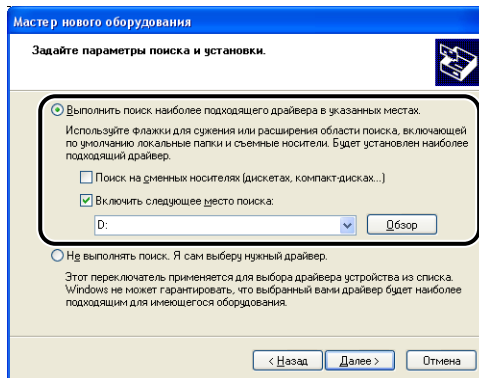 Мастер нового оборудования
Задайте параметры поиска и установки.
Выполнить поиск наиболее подходящего драйвера в указанных местах.
Используйте флажки для сужения или расширения области поиска, включающей
по умолчанию локальные папки и съемные носители. Будет установлен наиболее
подходящий драйвер.
Поиск на сменных носителях (дискетах, компакт-дисках...)
Включить следующее место поиска:
D:
Обзор
Не выполнять поиск. Я сам выберу нужный драйвер.
Этот переключатель применяется для выбора драйвера устройства из списка.
Windows не может гарантировать, что выбранный вами драйвер будет наиболее
подходящим для имеющегося оборудования.
< Назад Далее > Отмена